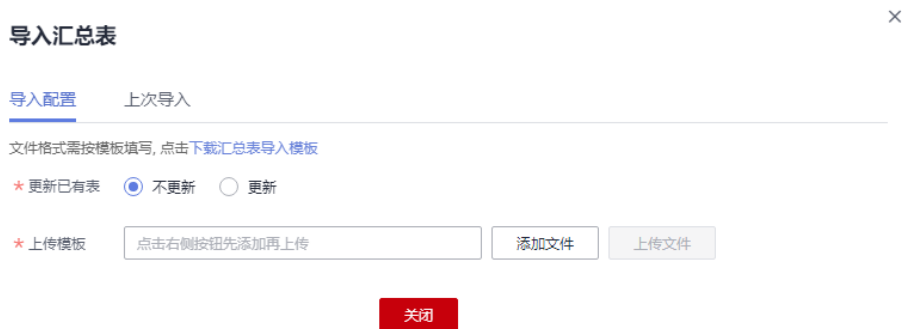 导入汇总表
导入配置 上次导入
文件格式需按模板填写, 点击下载汇总表导入模板
* 更新已有表 不更新 更新
* 上传模板 点击右侧按钮先添加再上传 添加文件 上传文件
关闭